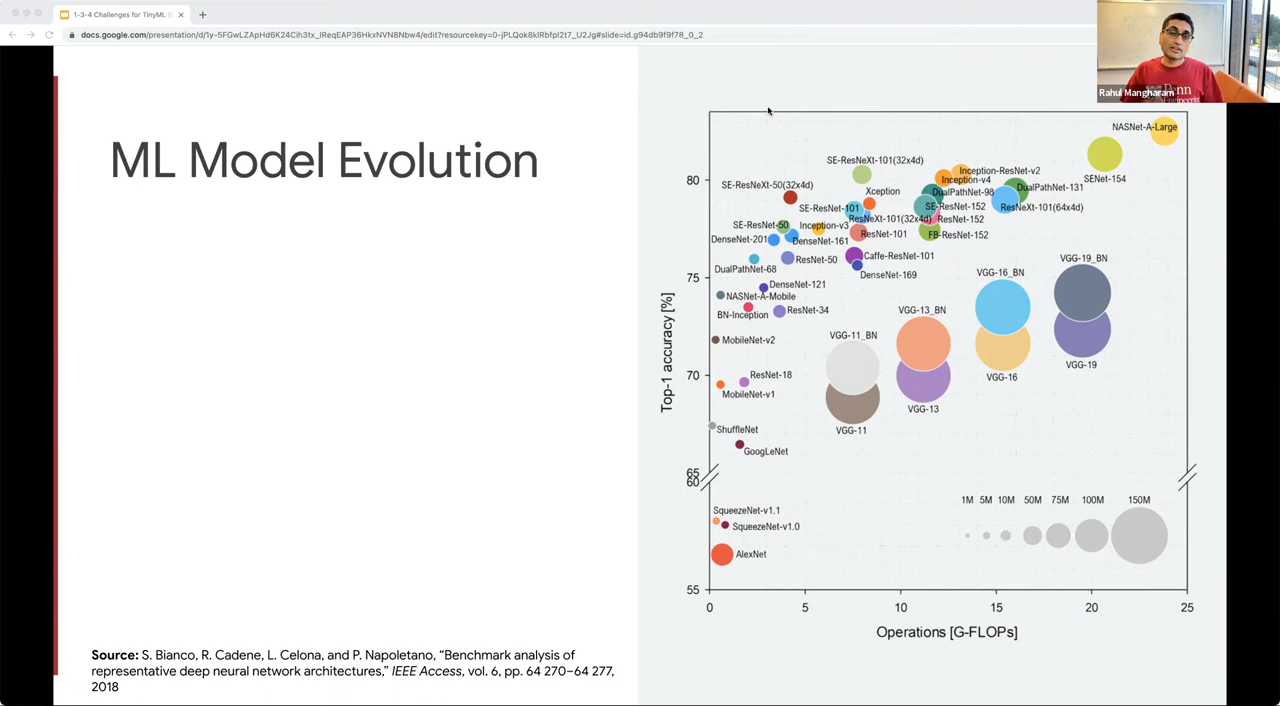 1-3-4 Challenges for TinyML |
docs.google.com/presentation/d/1y-5FGwLZApHd6K24Cih3tx_IReqEAP36HkxNVN8Nbw4/edit?resourcekey=0-jPLQok8klRbfpI2t7_U2Jg#slide=id.g94db9f9f78_0_2
Rahul Mangharam
Penn
ML Model Evolution
Source: S. Bianco, R. Cadene, L. Celona, and P. Napoletano, “Benchmark analysis of
representative deep neural network architectures,” IEEE Access, vol. 6, pp. 64 270–64 277,
2018
Top-1 accuracy [%]
80
75
70
65
60
55
NASNet-A-Large
SENet-154
SE-ResNeXt-101(32x4d)
Inception-ResNet-v2
Inception-v4
SE-ResNeXt-50(32x4d)
Xception
DualPathNet-98
DualPathNet-131
SE-ResNet-101
SE-ResNet-152
ResNeXt-101(64x4d)
ResNeXt-101(32x4d)
ResNet-152
SE-ResNet-50
Inception-v3
ResNet-101
FB-ResNet-152
DenseNet-201
DenseNet-161
Caffe-ResNet-101
ResNet-50
DualPathNet-68
DenseNet-169
VGG-19_BN
VGG-16_BN
DenseNet-121
NASNet-A-Mobile
BN-Inception
ResNet-34
VGG-13_BN
VGG-11_BN
MobileNet-v2
VGG-19
ResNet-18
VGG-16
MobileNet-v1
VGG-13
ShuffleNet
VGG-11
GoogLeNet
1M 5M 10M 50M 75M 100M 150M
SqueezeNet-v1.1
SqueezeNet-v1.0
AlexNet
0 5 10 15 20 25
Operations [G-FLOPs]